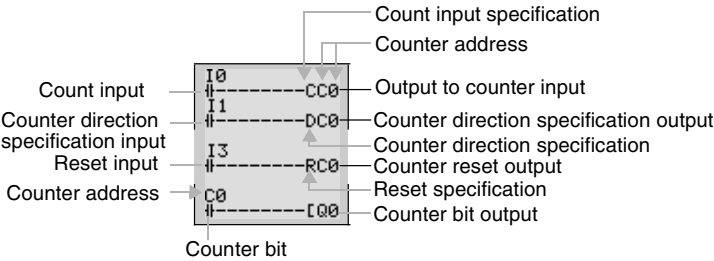 Count input specification
Counter address
I0
Count input
CC0
Output to counter input
I1
Counter direction
specification input
DC0
Counter direction specification output
Counter direction specification
I3
Reset input
RC0
Counter reset output
Reset specification
Counter address
C0
[Q0
Counter bit output
Counter bit